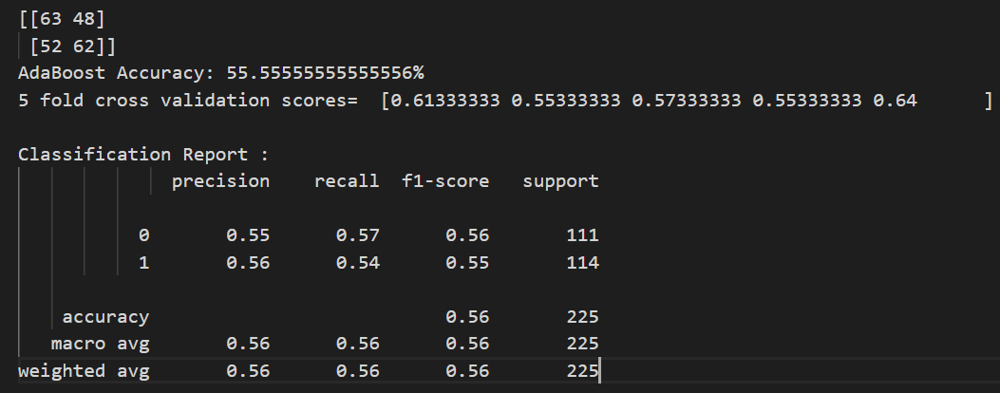 [[63 48]
[52 62]]
AdaBoost Accuracy: 55.55555555555556%
5 fold cross validation scores=  [0.61333333 0.55333333 0.57333333 0.55333333 0.64      ]
Classification Report :
precision    recall  f1-score   support
0       0.55      0.57      0.56       111
1       0.56      0.54      0.55       114
accuracy                           0.56       225
macro avg       0.56      0.56      0.56       225
weighted avg       0.56      0.56      0.56       225